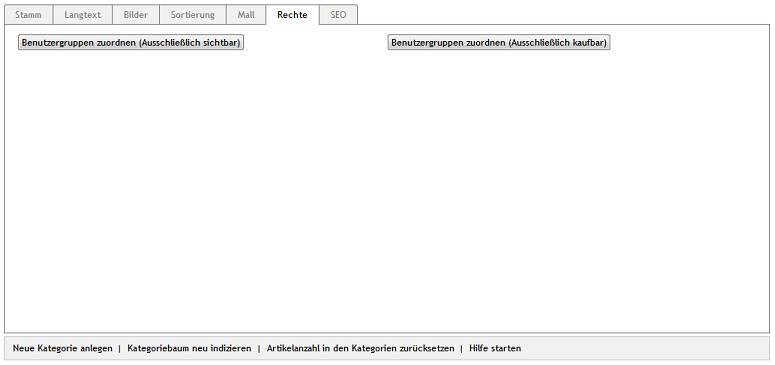 Stamm Langtext Bilder Sortierung Mall Rechte SEO
Benutzergruppen zuordnen (Ausschließlich sichtbar) Benutzergruppen zuordnen (Ausschließlich kaufbar)
Neue Kategorie anlegen | Kategoriebaum neu indizieren | Artikelanzahl in den Kategorien zurücksetzen | Hilfe starten